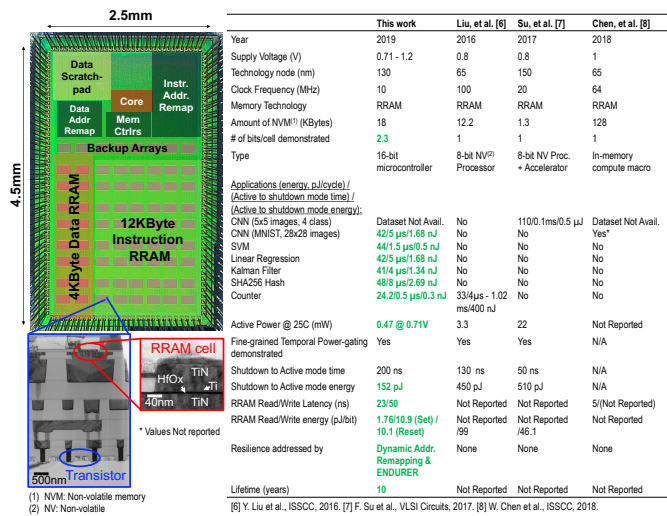 2.5mm
4.5mm
Data Scratch-pad
Instr. Addr. Remap
Core
Data Addr Remap
Mem Ctrlrs
Backup Arrays
4KByte Data RRAM
12KByte Instruction RRAM
RRAM cell
TiN
HfOx
Ti
40nm
TiN
* Values Not reported
500nm
Transistor
(1) NVM: Non-volatile memory
(2) NV: Non-volatile
This work Liu, et al. [6] Su, et al. [7] Chen, et al. [8]
Year 2019 2016 2017 2018
Supply Voltage (V) 0.71 - 1.2 0.8 0.8 1
Technology node (nm) 130 65 150 65
Clock Frequency (MHz) 10 100 20 64
Memory Technology RRAM RRAM RRAM RRAM
Amount of NVM(1) (KBytes) 18 12.2 1.3 128
# of bits/cell demonstrated 2.3 1 1 1
Type 16-bit 8-bit NV(2) 8-bit NV Proc. In-memory
microcontroller Processor + Accelerator compute macro
Applications (energy, pJ/cycle) /
(Active to shutdown mode time) /
(Active to shutdown mode energy):
CNN (5x5 images, 4 class) Dataset Not Avail. No 110/0.1ms/0.5 µJ Dataset Not Avail.
CNN (MNIST, 28x28 images) 42/5 µs/1.68 nJ No No Yes*
SVM 44/1.5 µs/0.5 nJ No No No
Linear Regression 42/5 µs/1.68 nJ No No No
Kalman Filter 41/4 µs/1.34 nJ No No No
SHA256 Hash 48/8 µs/2.69 nJ No No No
Counter 24.2/0.5 µs/0.3 nJ 33/4µs - 1.02 No No
ms/400 nJ
Active Power @ 25C (mW) 0.47 @ 0.71V 3.3 22 Not Reported
Fine-grained Temporal Power-gating Yes Yes Yes N/A
demonstrated
Shutdown to Active mode time 200 ns 130 ns 50 ns N/A
Shutdown to Active mode energy 152 pJ 450 pJ 510 pJ N/A
RRAM Read/Write Latency (ns) 23/50 Not Reported Not Reported 5/(Not Reported)
RRAM Read/Write energy (pJ/bit) 1.76/10.9 (Set) / Not Reported Not Reported Not Reported
10.1 (Reset) /99 /46.1
Resilience addressed by Dynamic Addr. None None None
Remapping &
ENDURER
Lifetime (years) 10 Not Reported Not Reported Not Reported
[6] Y. Liu et al., ISSCC, 2016. [7] F. Su et al., VLSI Circuits, 2017. [8] W. Chen et al., ISSCC, 2018.